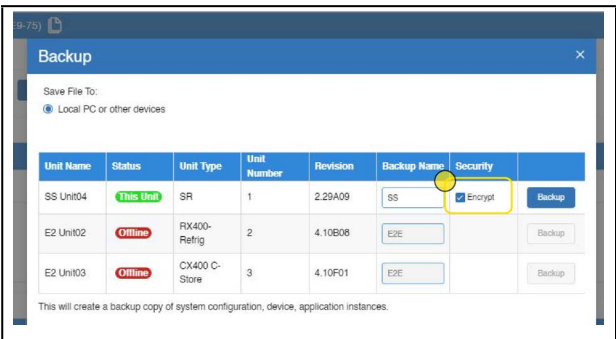 E9-75)
Backup
×
Save File To:
Local PC or other devices
Unit Name Status Unit Type Unit Number Revision Backup Name Security
SS Unit04 This Unit SR 1 2.29A09 SS Encrypt Backup
E2 Unit02 Offline RX400-Refrig 2 4.10B08 E2E Backup
E2 Unit03 Offline CX400 C-Store 3 4.10F01 E2E Backup
This will create a backup copy of system configuration, device, application instances.